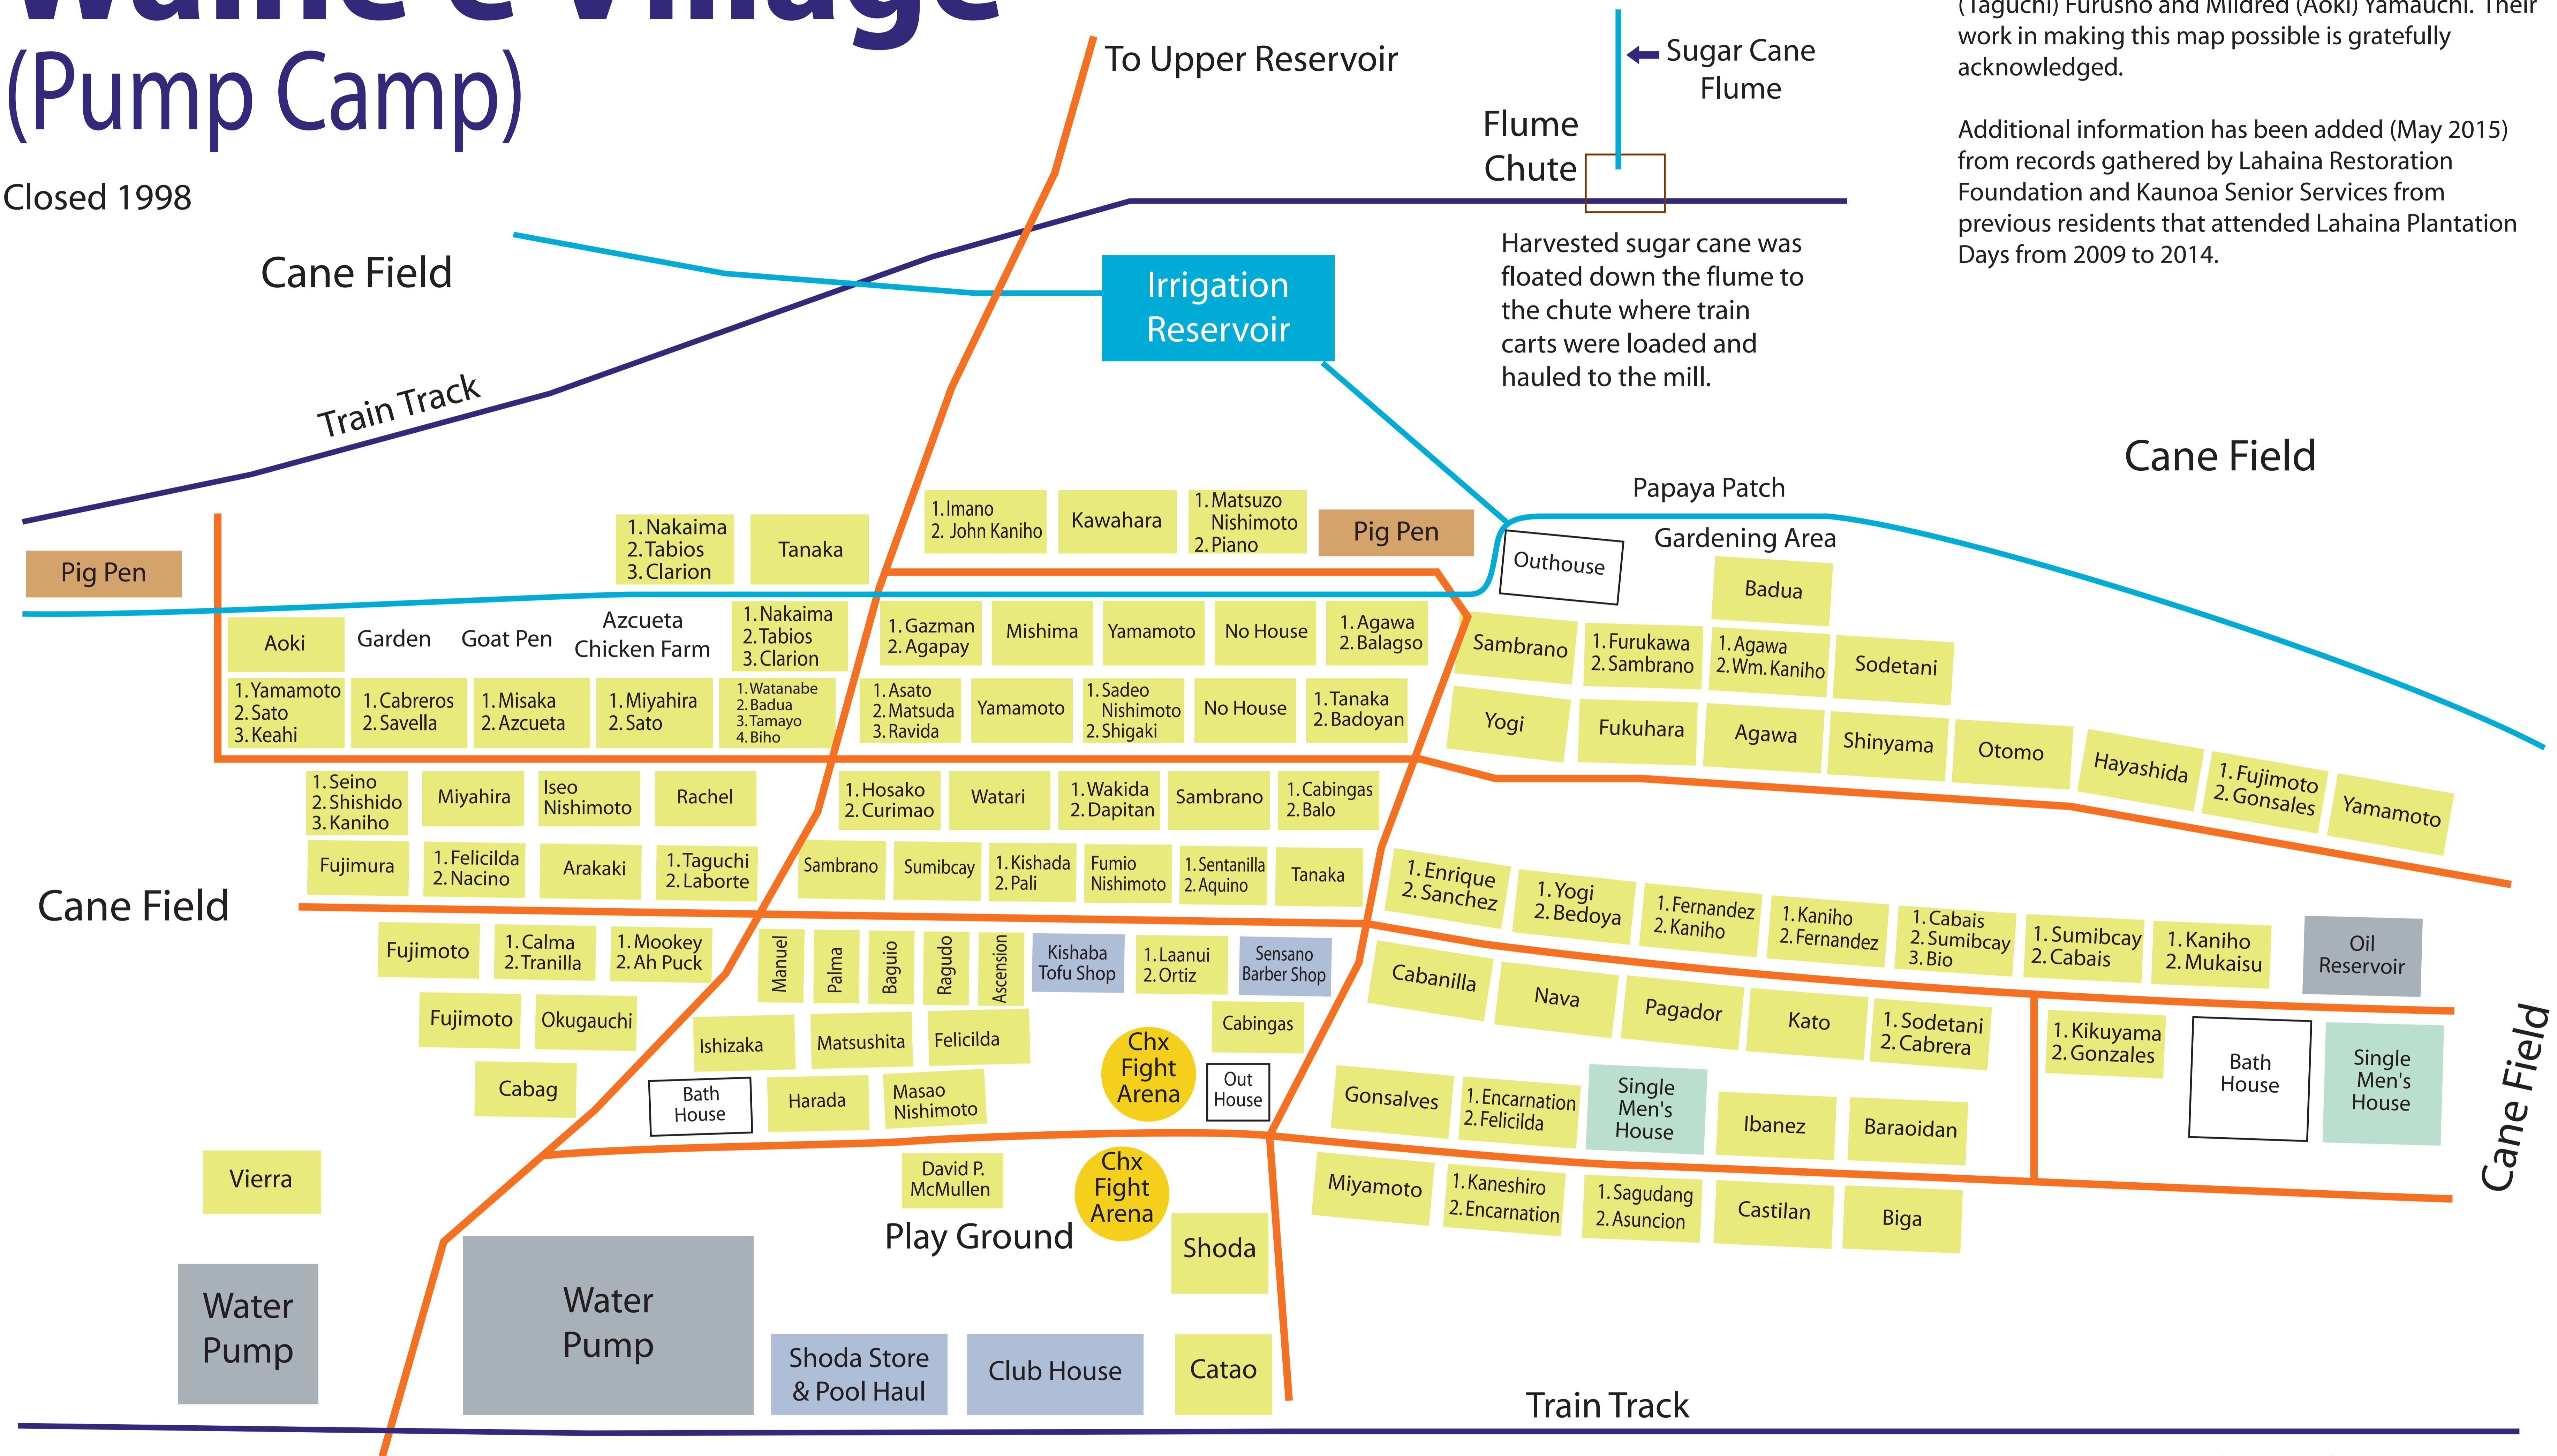 (Pump Camp)
Closed 1998
To Upper Reservoir
Sugar Cane
Flume
Flume
Chute
work in making this map possible is gratefully
acknowledged.
Additional information has been added (May 2015)
from records gathered by Lahaina Restoration
Foundation and Kaunoa Senior Services from
previous residents that attended Lahaina Plantation
Days from 2009 to 2014.
Harvested sugar cane was
floated down the flume to
the chute where train
carts were loaded and
hauled to the mill.
Cane Field
Irrigation
Reservoir
Train Track
Cane Field
Papaya Patch
Gardening Area
Pig Pen
1. Nakaima
2. Tabios
3. Clarion
Tanaka
1. Imano
2. John Kaniho
Kawahara
1. Matsuzo
Nishimoto
2. Piano
Pig Pen
Outhouse
Badua
Aoki
Garden
Goat Pen
Azcueta
Chicken Farm
1. Nakaima
2. Tabios
3. Clarion
1. Gazman
2. Agapay
Mishima
Yamamoto
No House
1. Agawa
2. Balagso
Sambrano
1. Furukawa
2. Sambrano
1. Agawa
2. Wm. Kaniho
Sodetani
1. Yamamoto
2. Sato
3. Keahi
1. Cabreros
2. Savella
1. Misaka
2. Azcueta
1. Miyahira
2. Sato
1. Watanabe
2. Badua
3. Tamayo
4. Biho
1. Asato
2. Matsuda
3. Ravida
Yamamoto
1. Sadeo
Nishimoto
2. Shigaki
No House
1. Tanaka
2. Badoyan
Yogi
Fukuhara
Agawa
Shinyama
Otomo
Hayashida
1. Fujimoto
2. Gonsales
Yamamoto
1. Seino
2. Shishido
3. Kaniho
Miyahira
Iseo
Nishimoto
Rachel
1. Hosako
2. Curimao
Watari
1. Wakida
2. Dapitan
Sambrano
1. Cabingas
2. Balo
Fujimura
1. Felicilda
2. Nacino
Arakaki
1. Taguchi
2. Laborte
Sambrano
Sumibcay
1. Kishada
2. Pali
Fumio
Nishimoto
1. Sentanilla
2. Aquino
Tanaka
1. Enrique
2. Sanchez
1. Yogi
2. Bedoya
1. Fernandez
2. Kaniho
1. Kaniho
2. Fernandez
1. Cabais
2. Sumibcay
3. Bio
1. Sumibcay
2. Cabais
1. Kaniho
2. Mukaisu
Oil
Reservoir
Cane Field
Fujimoto
1. Calma
2. Tranilla
1. Mookey
2. Ah Puck
Manuel
Palma
Baguio
Ragudo
Ascension
Kishaba
Tofu Shop
1. Laanui
2. Ortiz
Sensano
Barber Shop
Cabanilla
Nava
Pagador
Kato
1. Sodetani
2. Cabrera
1. Kikuyama
2. Gonzales
Bath
House
Single
Men's
House
Cane Field
Fujimoto
Okugauchi
Ishizaka
Matsushita
Felicilda
Chx
Fight
Arena
Cabingas
Cabag
Bath
House
Harada
Masao
Nishimoto
Out
House
Gonsalves
1. Encarnation
2. Felicilda
Single
Men's
House
Ibanez
Baraoidan
Vierra
David P.
McMullen
Chx
Fight
Arena
Miyamoto
1. Kaneshiro
2. Encarnation
1. Sagudang
2. Asuncion
Castilan
Biga
Play Ground
Shoda
Water
Pump
Water
Pump
Shoda Store
& Pool Haul
Club House
Catao
Train Track